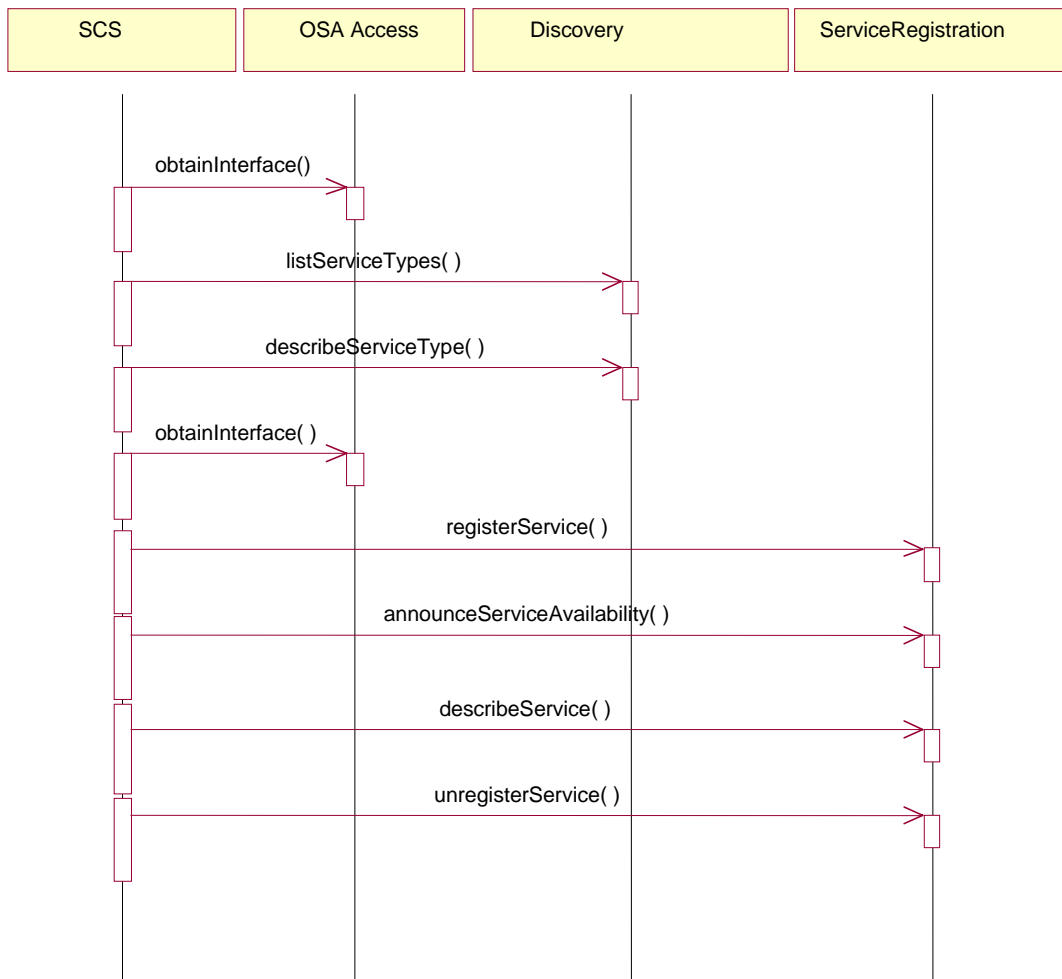 SCS
OSA Access
Discovery
ServiceRegistration
obtainInterface()
listServiceTypes( )
describeServiceType( )
obtainInterface( )
registerService( )
announceServiceAvailability( )
describeService( )
unregisterService( )